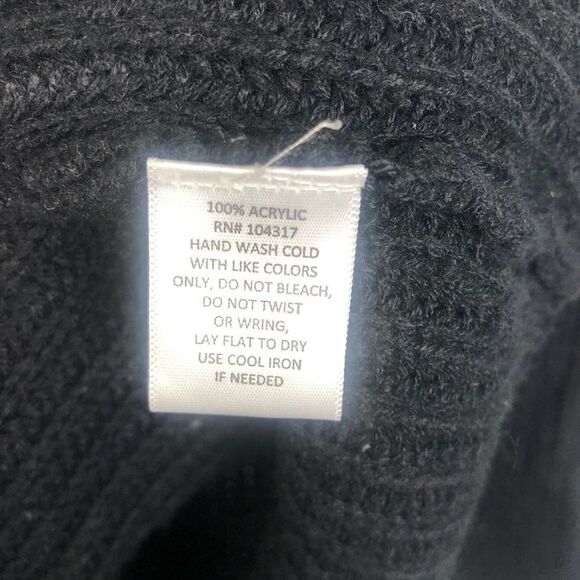 100% ACRYLIC
RN# 104317
HAND WASH COLD
WITH LIKE COLORS
ONLY, DO NOT BLEACH,
DO NOT TWIST
OR WRING,
LAY FLAT TO DRY
USE COOL IRON
IF NEEDED